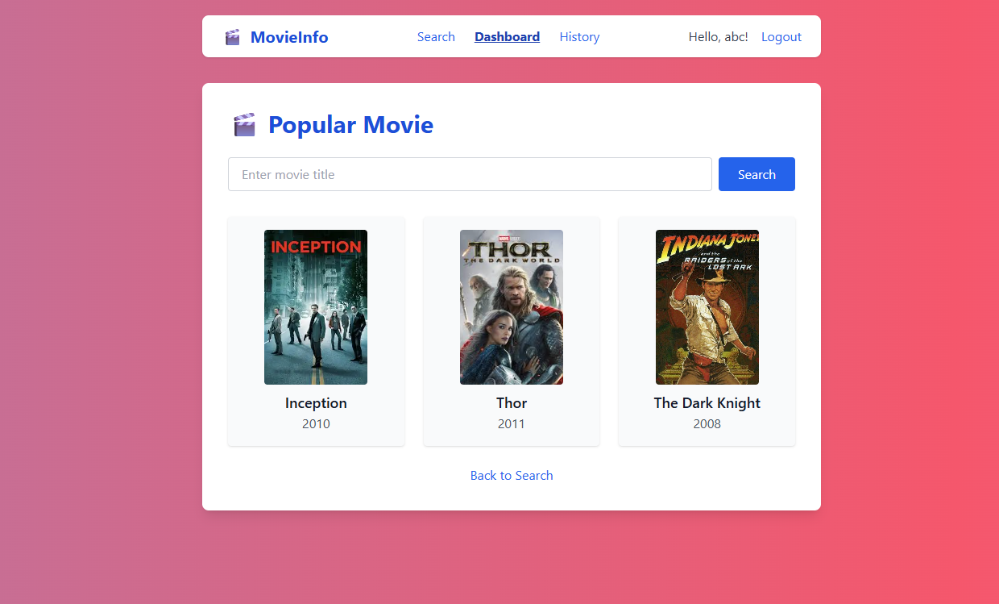 MovieInfo
Search
Dashboard
History
Hello, abc!
Logout
Popular Movie
Enter movie title
Search
INCEPTION
THOR
THE DARK WORLD
INDIANA JONES
and the
RAIDERS of the
LOST ARK
Inception
2010
Thor
2011
The Dark Knight
2008
Back to Search